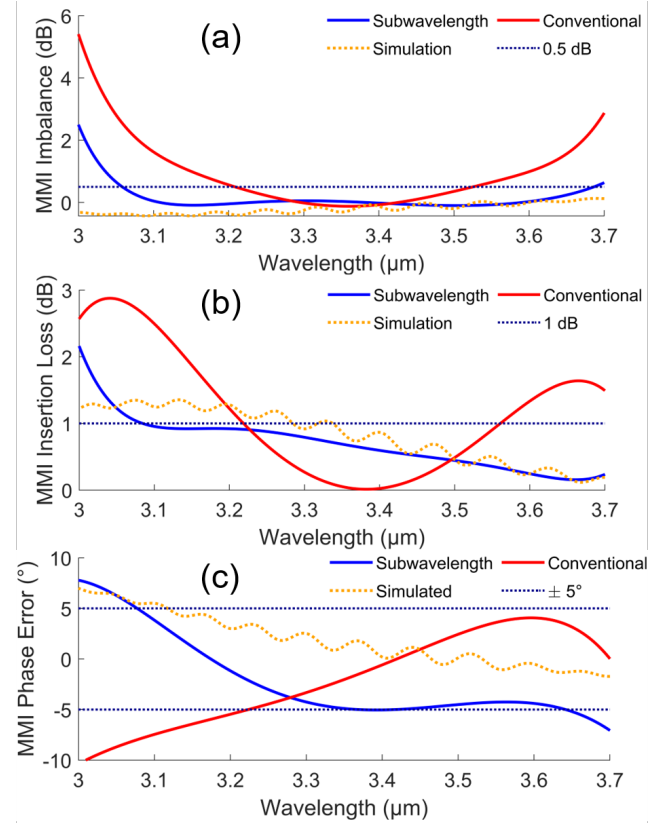 (a)
Subwavelength Conventional
Simulation 0.5 dB
MMI Imbalance (dB)
6
4
2
0
3 3.1 3.2 3.3 3.4 3.5 3.6 3.7
Wavelength (μm)
(b)
Subwavelength Conventional
Simulation 1 dB
MMI Insertion Loss (dB)
3
2
1
0
3 3.1 3.2 3.3 3.4 3.5 3.6 3.7
Wavelength (μm)
(c)
Subwavelength Conventional
Simulated ± 5°
MMI Phase Error (°)
10
5
0
-5
-10
3 3.1 3.2 3.3 3.4 3.5 3.6 3.7
Wavelength (μm)